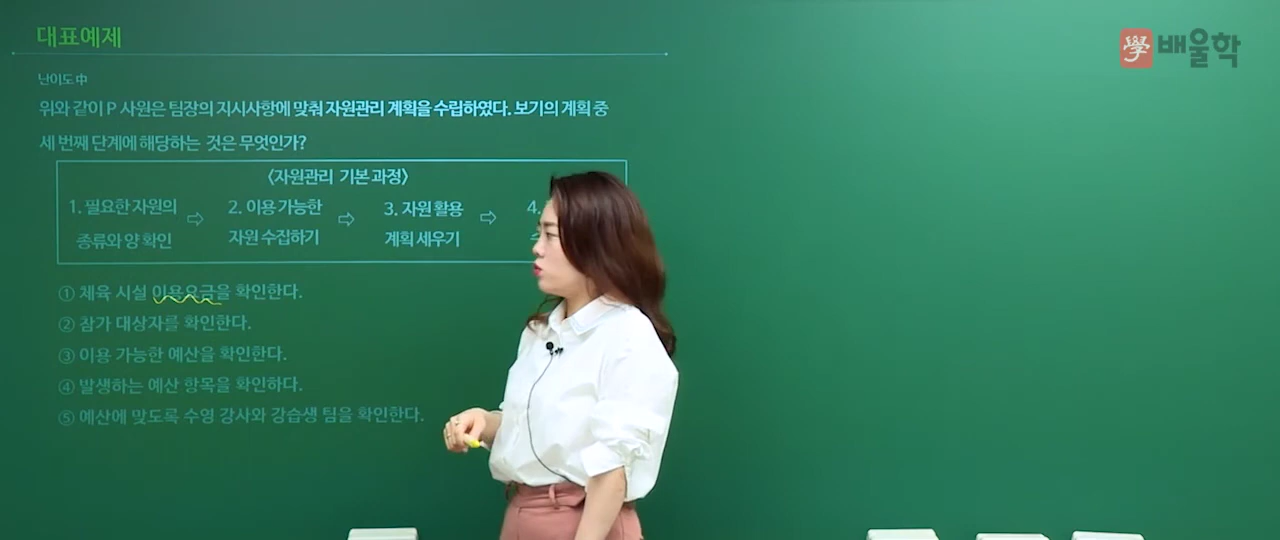 대표예제
學 배울학
난이도 中
위와 같이 P 사원은 팀장의 지시사항에 맞춰 자원관리 계획을 수립하였다. 보기의 계획 중
세 번째 단계에 해당하는 것은 무엇인가?
<자원관리 기본 과정>
1. 필요한 자원의 ⇨ 2. 이용 가능한 ⇨ 3. 자원 활용 ⇨ 4.
종류와 양 확인 자원 수집하기 계획 세우기
① 체육 시설 이용요금을 확인한다.
② 참가 대상자를 확인한다.
③ 이용 가능한 예산을 확인한다.
④ 발생하는 예산 항목을 확인하다.
⑤ 예산에 맞도록 수영 강사와 강습생 팀을 확인한다.